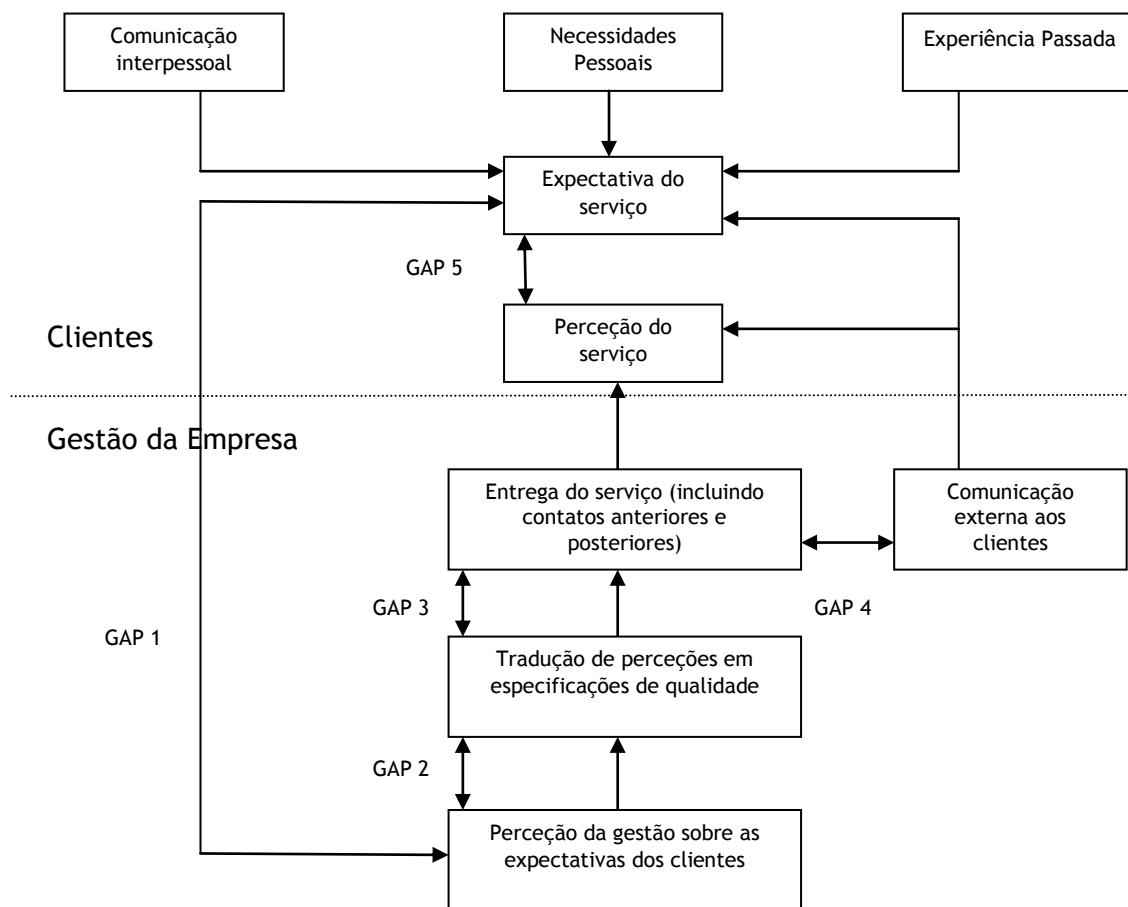 Comunicação
interpessoal
Necessidades
Pessoais
Experiência Passada
Expectativa do
serviço
GAP 5
Perceção do
serviço
Clientes
Gestão da Empresa
Entrega do serviço (incluindo
contatos anteriores e
posteriores)
Comunicação
externa aos
clientes
GAP 3
GAP 4
GAP 1
Tradução de perceções em
especificações de qualidade
GAP 2
Perceção da gestão sobre as
expectativas dos clientes